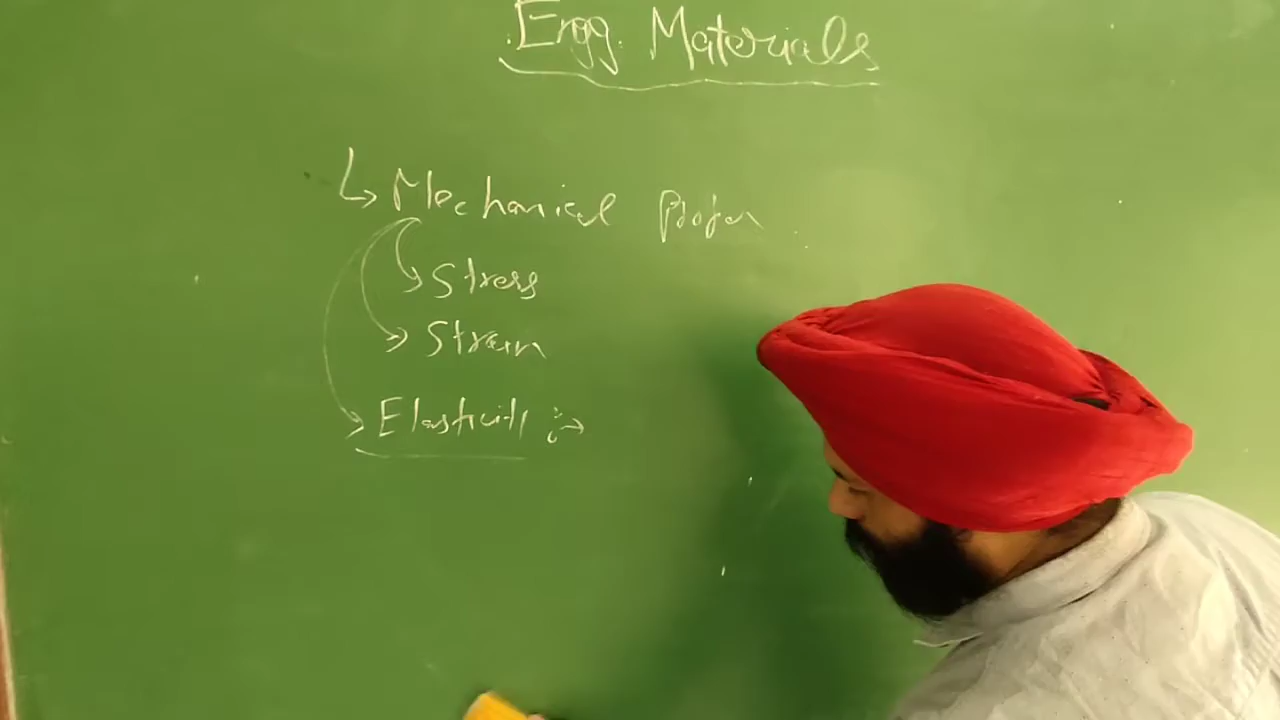 Engg. Materials
↳ Mechanical Proper
Stress
Strain
Elasticity :→